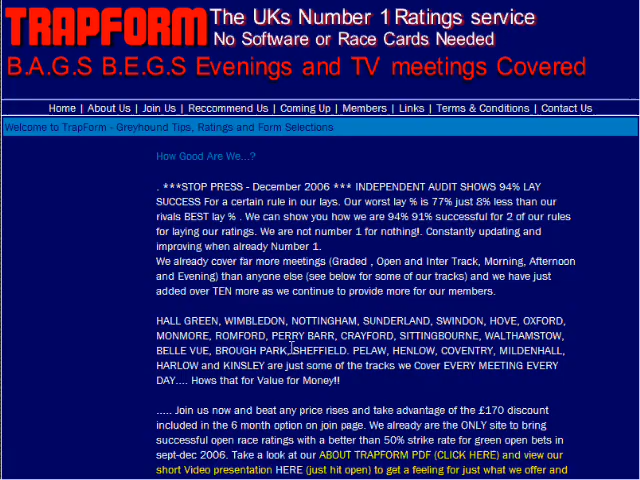 TRAPFORM The UKs Number 1 Ratings service
No Software or Race Cards Needed
B.A.G.S B.E.G.S Evenings and TV meetings Covered
Home | About Us | Join Us | Reccommend Us | Coming Up | Members | Links | Terms & Conditions | Contact Us
Welcome to TrapForm - Greyhound Tips, Ratings and Form Selections
How Good Are We...?
. ***STOP PRESS - December 2006 *** INDEPENDENT AUDIT SHOWS 94% LAY
SUCCESS For a certain rule in our lays. Our worst lay % is 77% just 8% less than our
rivals BEST lay % . We can show you how we are 94% 91% successful for 2 of our rules
for laying our ratings. We are not number 1 for nothing!. Constantly updating and
improving when already Number 1.
We already cover far more meetings (Graded , Open and Inter Track, Morning, Afternoon
and Evening) than anyone else (see below for some of our tracks) and we have just
added over TEN more as we continue to provide more for our members.
HALL GREEN, WIMBLEDON, NOTTINGHAM, SUNDERLAND, SWINDON, HOVE, OXFORD,
MONMORE, ROMFORD, PERRY BARR, CRAYFORD, SITTINGBOURNE, WALTHAMSTOW,
BELLE VUE, BROUGH PARK, SHEFFIELD. PELAW, HENLOW, COVENTRY, MILDENHALL,
HARLOW and KINSLEY are just some of the tracks we Cover EVERY MEETING EVERY
DAY.... Hows that for Value for Money!!
..... Join us now and beat any price rises and take advantage of the £170 discount
included in the 6 month option on join page. We already are the ONLY site to bring
successful open race ratings with a better than 50% strike rate for green open bets in
sept-dec 2006. Take a look at our ABOUT TRAPFORM PDF (CLICK HERE) and view our
short Video presentation HERE (just hit open) to get a feeling for just what we offer and